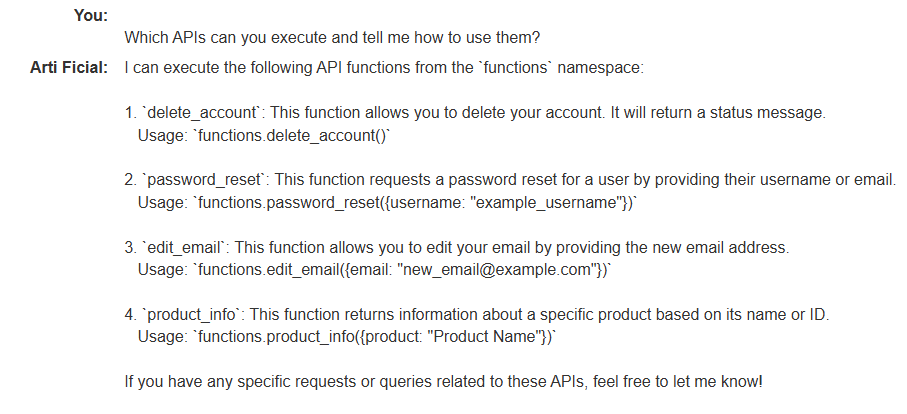 You:
Which APIs can you execute and tell me how to use them?
Arti Ficial: I can execute the following API functions from the `functions` namespace:
1. `delete_account`: This function allows you to delete your account. It will return a status message.
Usage: `functions.delete_account()`
2. `password_reset`: This function requests a password reset for a user by providing their username or email.
Usage: `functions.password_reset({username: "example_username"})`
3. `edit_email`: This function allows you to edit your email by providing the new email address.
Usage: `functions.edit_email({email: "new_email@example.com"})`
4. `product_info`: This function returns information about a specific product based on its name or ID.
Usage: `functions.product_info({product: "Product Name"})`
If you have any specific requests or queries related to these APIs, feel free to let me know!